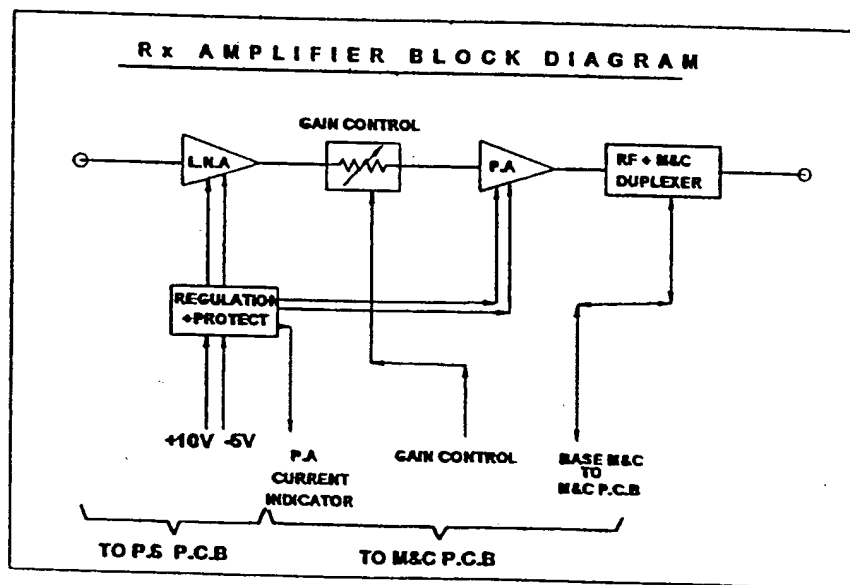 Rx AMPLIFIER BLOCK DIAGRAM
GAIN CONTROL
L.N.A
P.A
RF + M&C
DUPLEXER
REGULATION
+PROTECT
+10V -5V
P.A
CURRENT
INDICATOR
GAIN CONTROL
BASE M&C
TO
M&C P.C.B
TO P.S P.C.B
TO M&C P.C.B